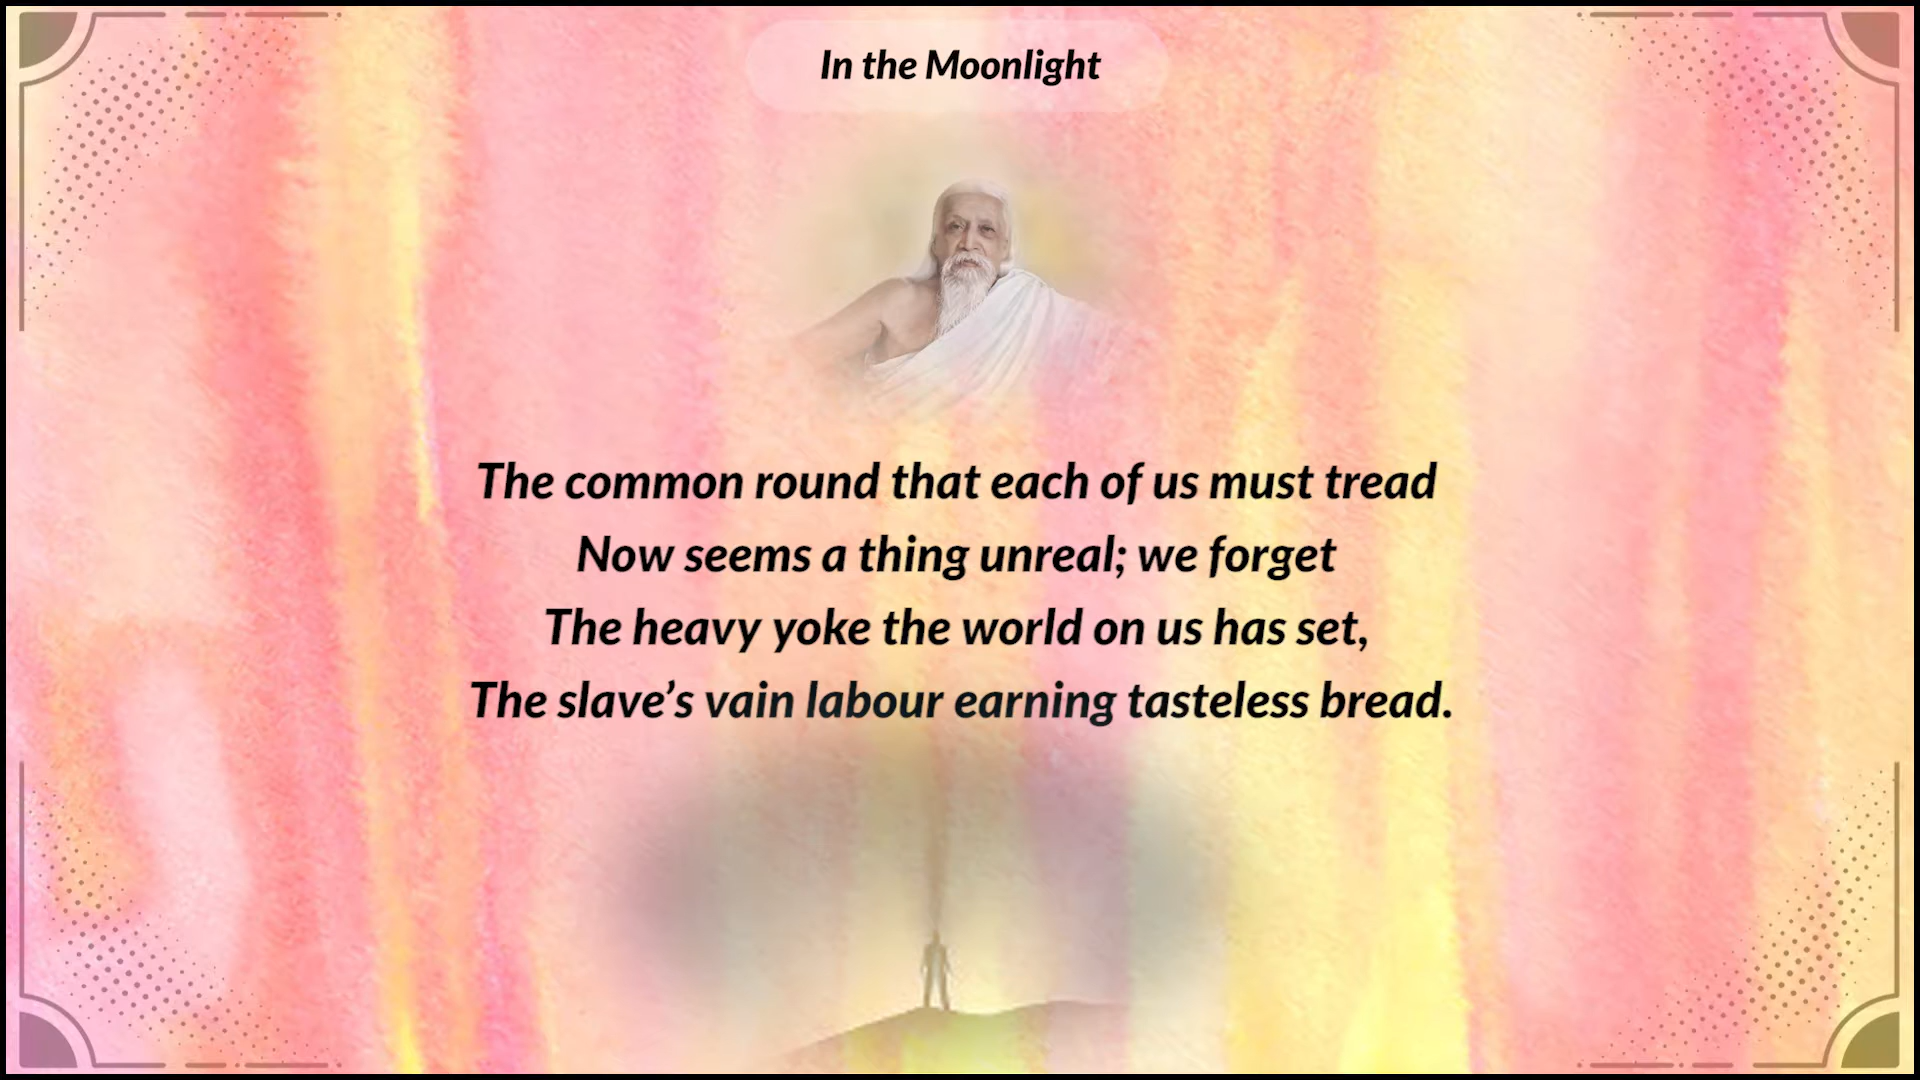 In the Moonlight
The common round that each of us must tread
Now seems a thing unreal; we forget
The heavy yoke the world on us has set,
The slave’s vain labour earning tasteless bread.